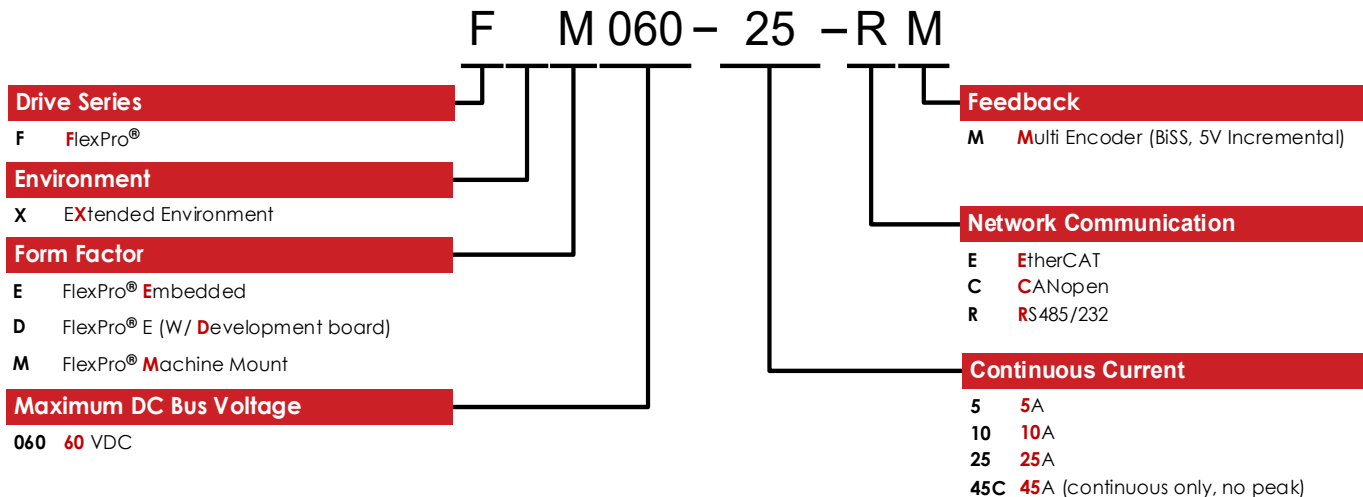 F M 060 – 25 – R M
Drive Series
F FlexPro®
Environment
X EXtended Environment
Form Factor
E FlexPro® Embedded
D FlexPro® E (W/ Development board)
M FlexPro® Machine Mount
Maximum DC Bus Voltage
060 60 VDC
Feedback
M Multi Encoder (BiSS, 5V Incremental)
Network Communication
E EtherCAT
C CANopen
R RS485/232
Continuous Current
5 5A
10 10A
25 25A
45C 45A (continuous only, no peak)